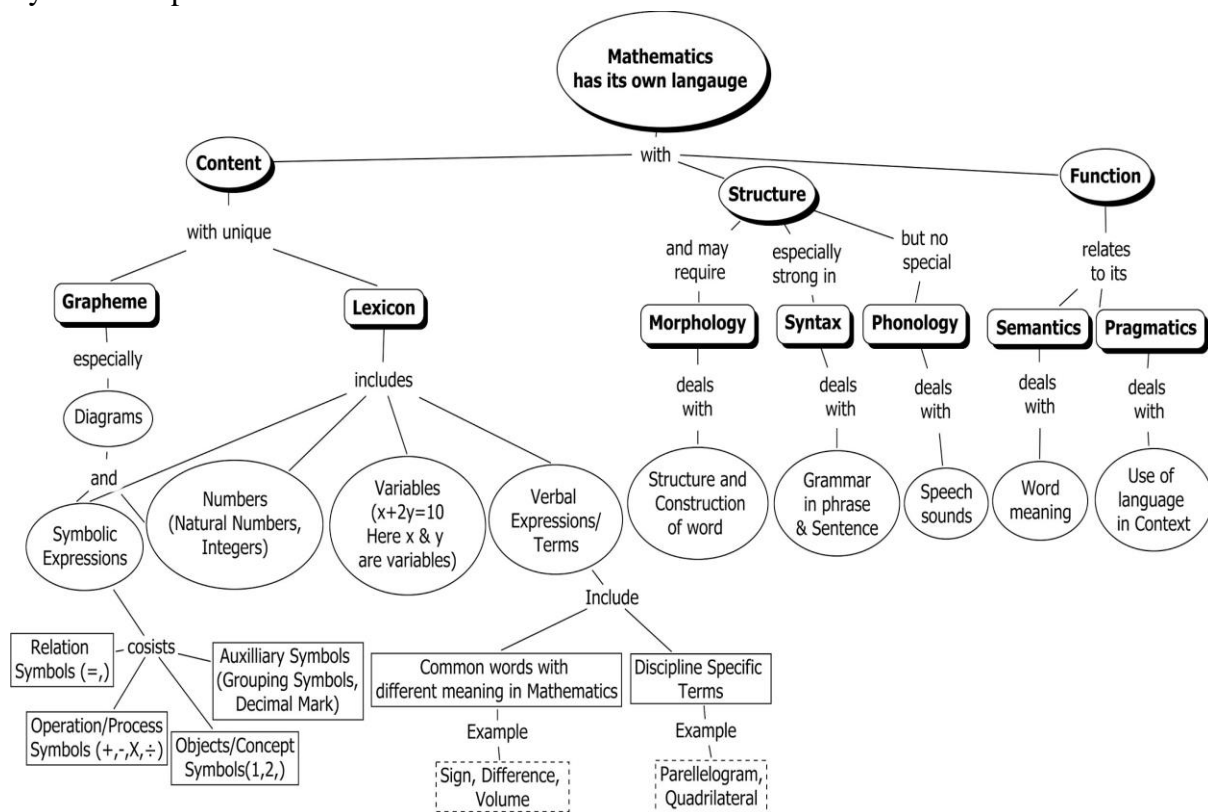 Mathematics
has its own langauge
with
Content
Structure
Function
with unique
and may
require
especially
strong in
but no
special
relates
to its
Grapheme
Lexicon
Morphology
Syntax
Phonology
Semantics
Pragmatics
especially
includes
deals
with
deals
with
deals
with
deals
with
deals
with
Diagrams
and
Symbolic
Expressions
Numbers
(Natural Numbers,
Integers)
Variables
(x+2y=10
Here x & y
are variables)
Verbal
Expressions/
Terms
Structure and
Construction
of word
Grammar
in phrase
& Sentence
Speech
sounds
Word
meaning
Use of
language
in Context
cosists
Include
Relation
Symbols (=,)
Auxilliary Symbols
(Grouping Symbols,
Decimal Mark)
Operation/Process
Symbols (+,-,X,÷)
Objects/Concept
Symbols(1,2,)
Common words with
different meaning in Mathematics
Discipline Specific
Terms
Example
Example
Sign, Difference,
Volume
Parellelogram,
Quadrilateral